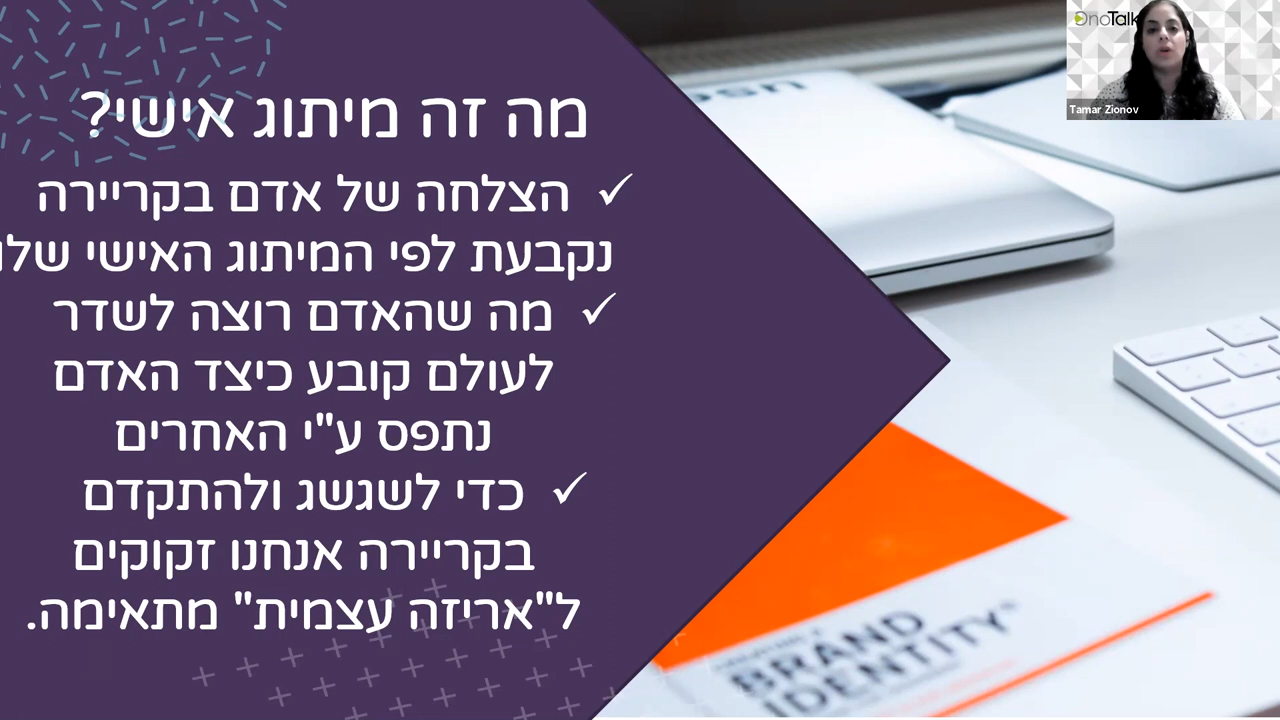 מה זה מיתוג אישי?
✓ הצלחה של אדם בקריירה
נקבעת לפי המיתוג האישי שלו
✓ מה שהאדם רוצה לשדר
לעולם קובע כיצד האדם
נתפס ע"י האחרים
✓ כדי לשגשג ולהתקדם
בקריירה אנחנו זקוקים
ל"אריזה עצמית" מתאימה.
OnoTalk
Tamar Zionov
BRAND
IDENTITY